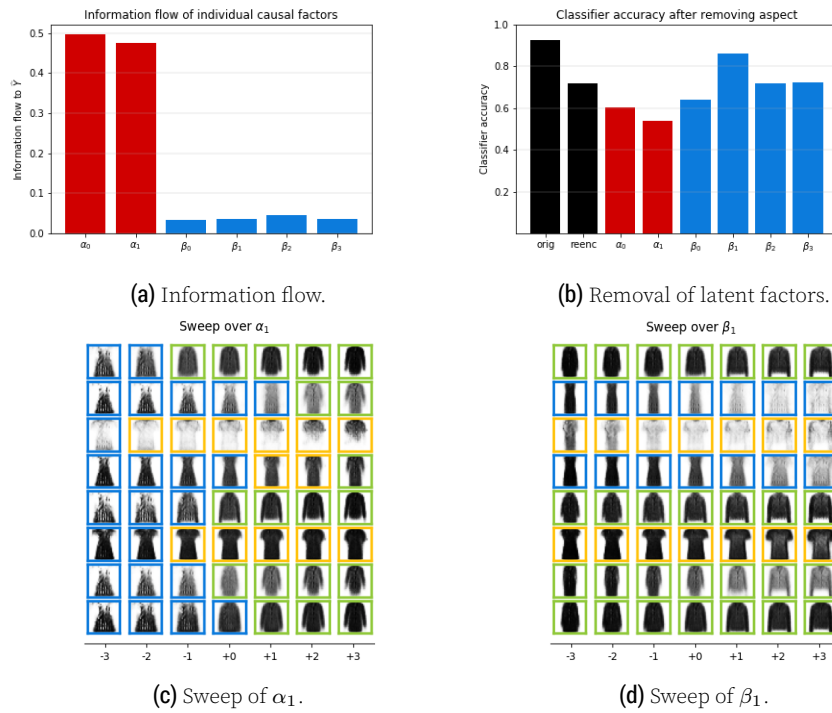 Information flow of individual causal factors
Information flow to Ŷ
0.5
0.4
0.3
0.2
0.1
0.0
α₀ α₁ β₀ β₁ β₂ β₃
(a) Information flow.
Classifier accuracy after removing aspect
Classifier accuracy
1.0
0.8
0.6
0.4
0.2
orig reenc α₀ α₁ β₀ β₁ β₂ β₃
(b) Removal of latent factors.
Sweep over α₁
-3 -2 -1 +0 +1 +2 +3
(c) Sweep of α₁.
Sweep over β₁
-3 -2 -1 +0 +1 +2 +3
(d) Sweep of β₁.